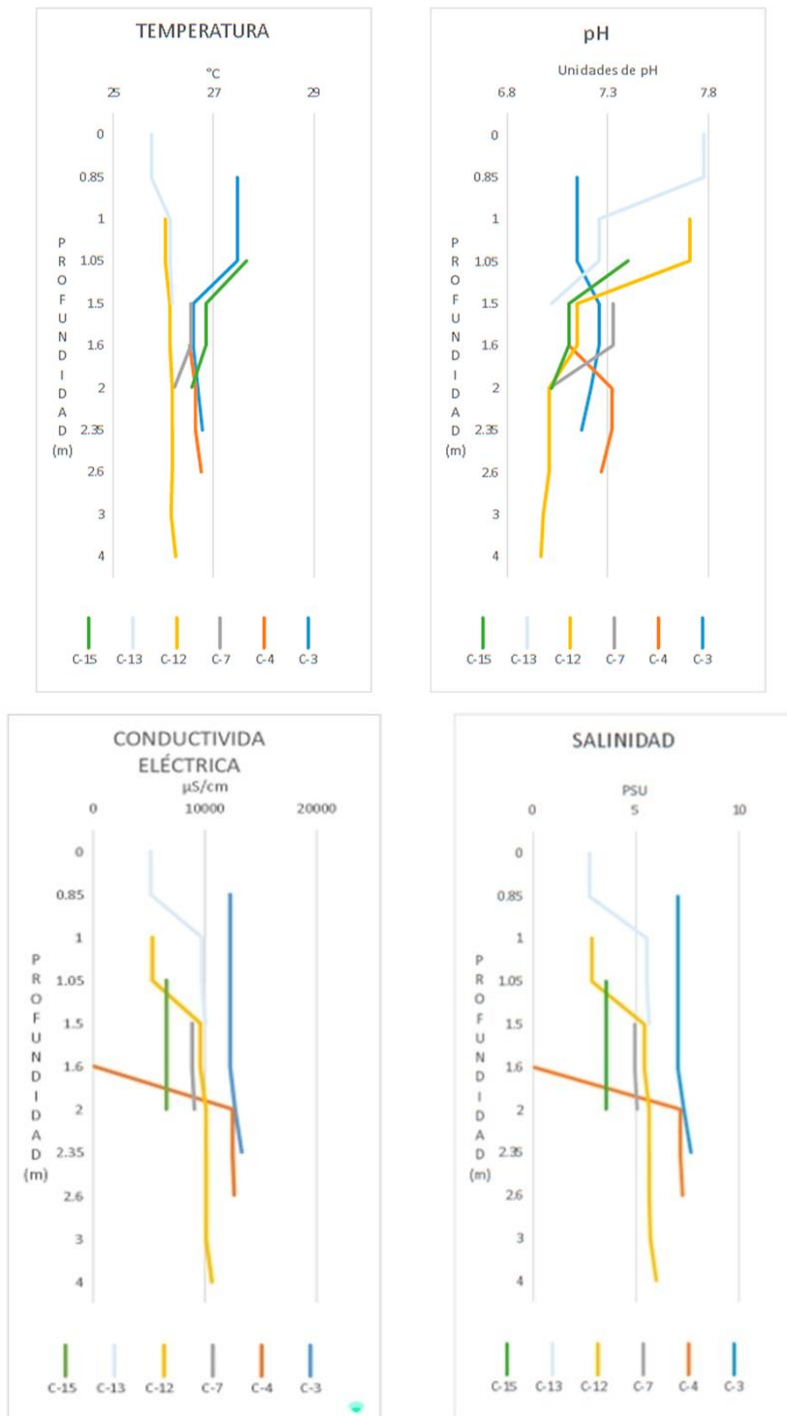 TEMPERATURA
°C
25 27 29
0
0.85
1
1.05
1.5
1.6
2
2.35
2.6
3
4
PROFUNDIDAD
(m)
C-15 C-13 C-12 C-7 C-4 C-3
pH
Unidades de pH
6.8 7.3 7.8
0
0.85
1
1.05
1.5
1.6
2
2.35
2.6
3
4
PROFUNDIDAD
(m)
C-15 C-13 C-12 C-7 C-4 C-3
CONDUCTIVIDA
ELÉCTRICA
µS/cm
0 10000 20000
0
0.85
1
1.05
1.5
1.6
2
2.35
2.6
3
4
PROFUNDIDAD
(m)
C-15 C-13 C-12 C-7 C-4 C-3
SALINIDAD
PSU
0 5 10
0
0.85
1
1.05
1.5
1.6
2
2.35
2.6
3
4
PROFUNDIDAD
(m)
C-15 C-13 C-12 C-7 C-4 C-3